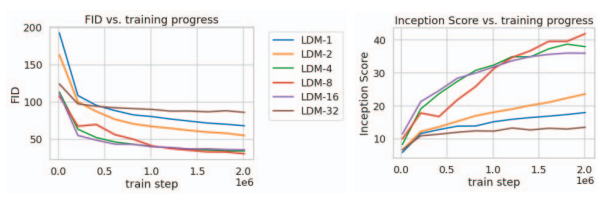 FID vs. training progress
200
150
100
50
FID
0.0 0.5 1.0 1.5 2.0
1e6
train step
LDM-1
LDM-2
LDM-4
LDM-8
LDM-16
LDM-32
Inception Score vs. training progress
40
30
20
10
Inception Score
0.0 0.5 1.0 1.5 2.0
1e6
train step